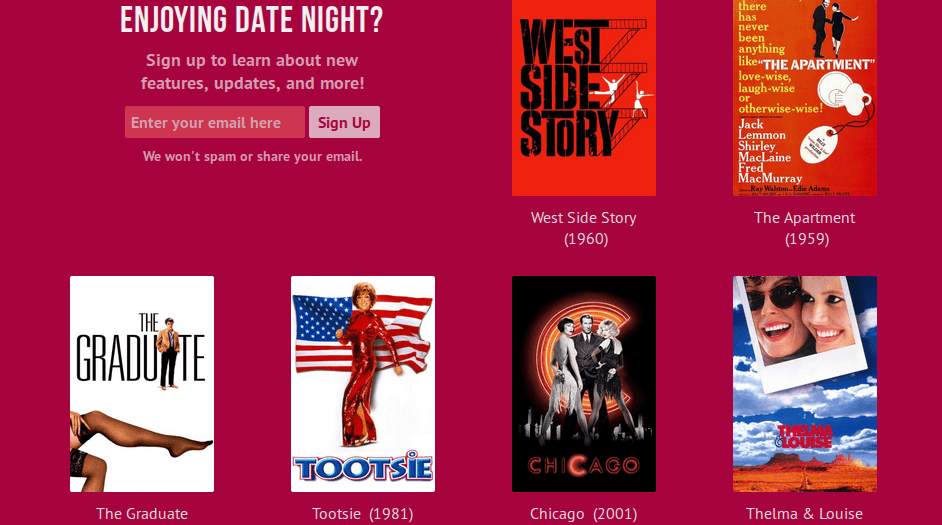 ENJOYING DATE NIGHT?
Sign up to learn about new
features, updates, and more!
Enter your email here
Sign Up
We won't spam or share your email.
WEST
SIDE
STORY
West Side Story
(1960)
there
has
never
been
anything
like "THE APARTMENT"
love-wise,
laugh-wise
or
otherwise-wise!
Jack
Lemmon
Shirley
MacLaine
Fred
MacMurray
Ray Walston Edie Adams
The Apartment
(1959)
THE
GRADUATE
The Graduate
TOOTSIE
Tootsie (1981)
CHICAGO
Chicago (2001)
THELMA
& LOUISE
Thelma & Louise